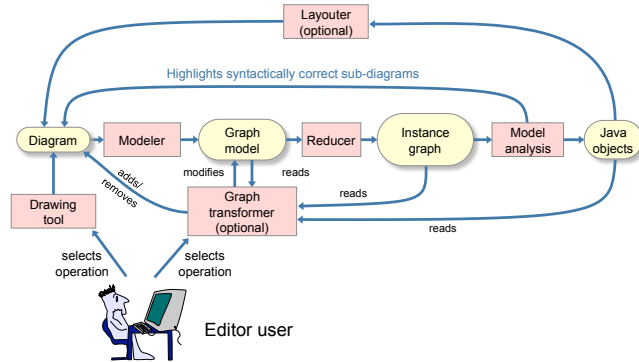 Layouter
(optional)
Highlights syntactically correct sub-diagrams
Diagram
Modeler
Graph
model
Reducer
Instance
graph
Model
analysis
Java
objects
adds/
removes
modifies
reads
Drawing
tool
Graph
transformer
(optional)
reads
reads
selects
operation
selects
operation
Editor user